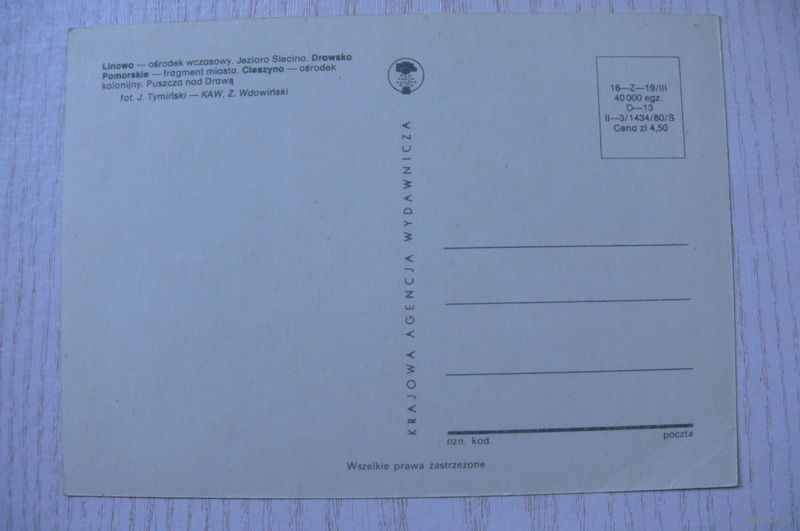 Linowo — ośrodek wczasowy. Jezioro Siecino. Drawsko
Pomorskie — fragment miasta. Cieszyno — ośrodek
kolonijny. Puszcza nad Drawą
fot. J. Tymiński — KAW, Z. Wdowiński
KRAJOWA AGENCJA WYDAWNICZA
16—Z—19/III
40 000 egz.
O—13
II—3/1434/80/S
Cena zł 4,50
ozn. kod.
poczta
Wszelkie prawa zastrzeżone